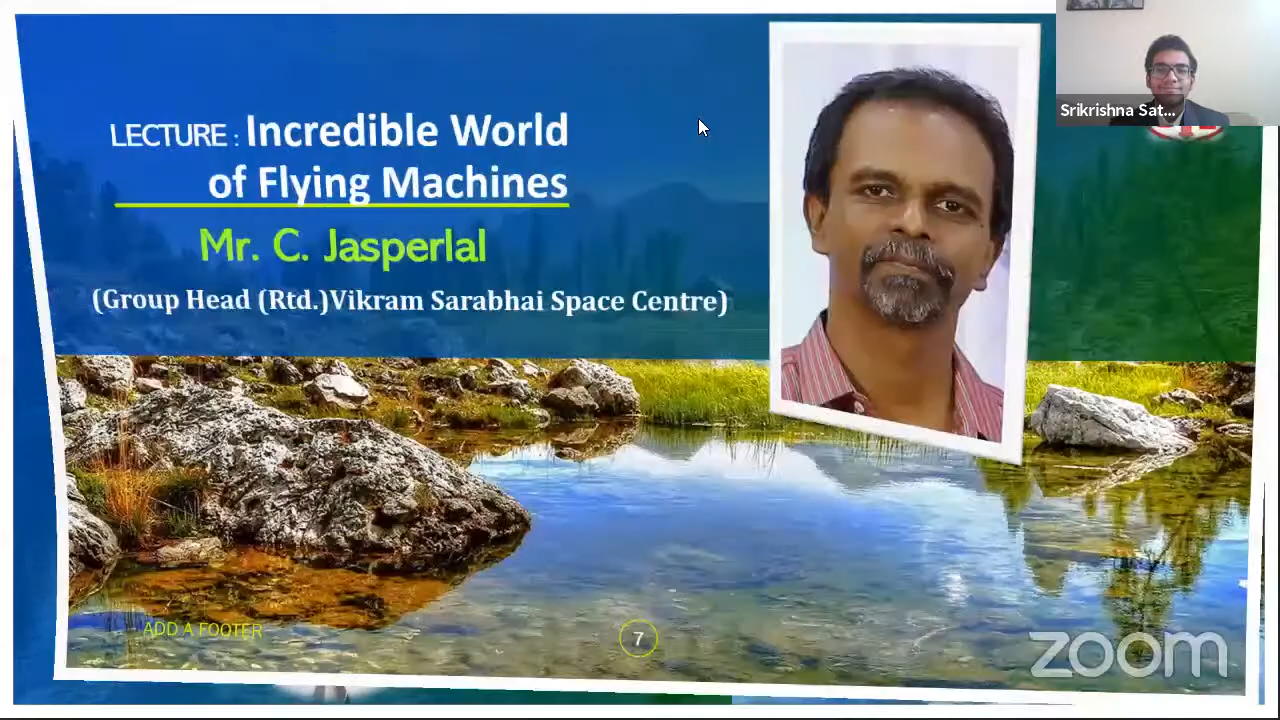 LECTURE : Incredible World
of Flying Machines
Mr. C. Jasperlal
(Group Head (Rtd.)Vikram Sarabhai Space Centre)
Srikrishna Sat...
ADD A FOOTER
7
zoom